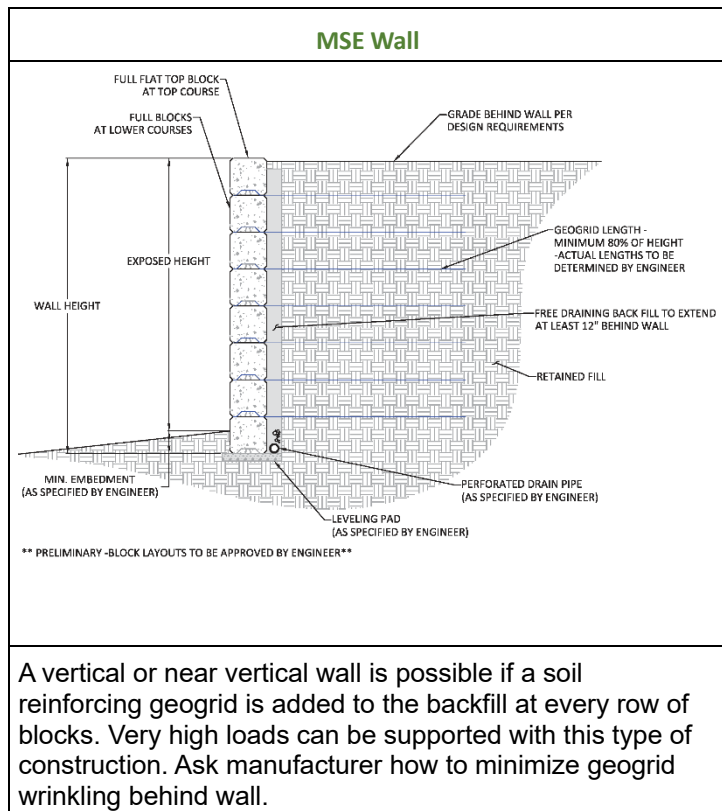 MSE Wall
FULL FLAT TOP BLOCK
AT TOP COURSE
FULL BLOCKS
AT LOWER COURSES
GRADE BEHIND WALL PER
DESIGN REQUIREMENTS
GEOGRID LENGTH -
MINIMUM 80% OF HEIGHT
-ACTUAL LENGTHS TO BE
DETERMINED BY ENGINEER
EXPOSED HEIGHT
WALL HEIGHT
FREE DRAINING BACK FILL TO EXTEND
AT LEAST 12" BEHIND WALL
RETAINED FILL
MIN. EMBEDMENT
(AS SPECIFIED BY ENGINEER)
PERFORATED DRAIN PIPE
(AS SPECIFIED BY ENGINEER)
LEVELING PAD
(AS SPECIFIED BY ENGINEER)
** PRELIMINARY -BLOCK LAYOUTS TO BE APPROVED BY ENGINEER**
A vertical or near vertical wall is possible if a soil
reinforcing geogrid is added to the backfill at every row of
blocks. Very high loads can be supported with this type of
construction. Ask manufacturer how to minimize geogrid
wrinkling behind wall.